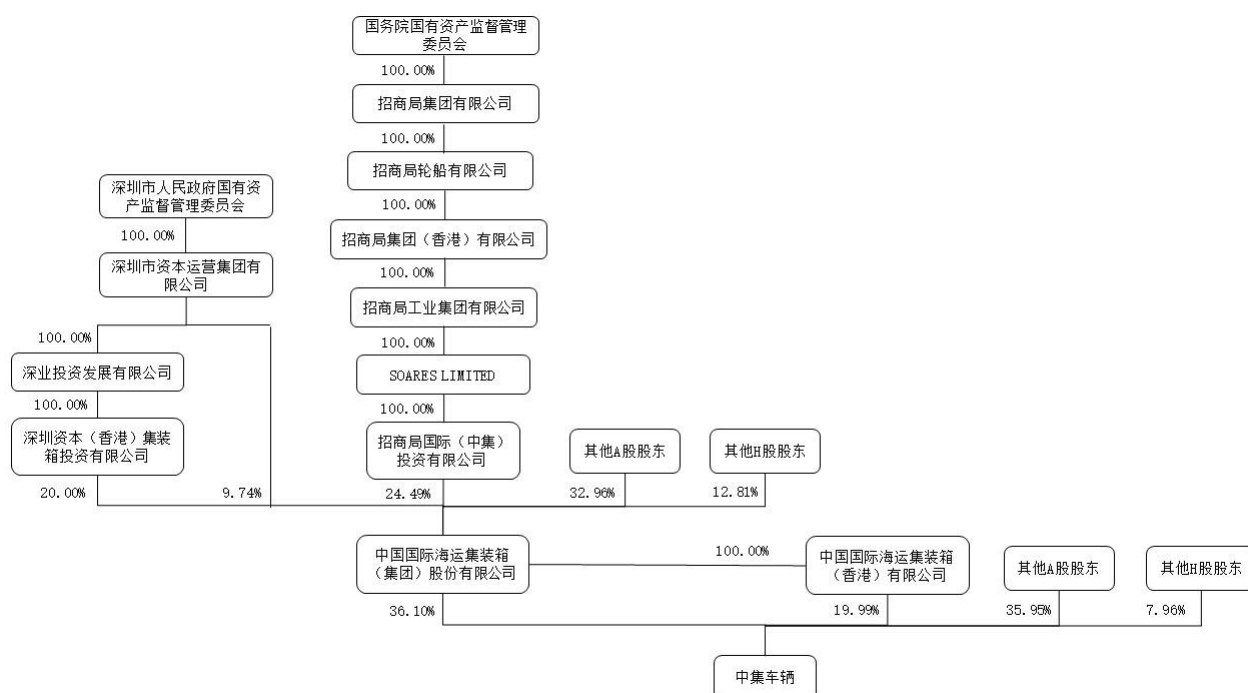 国务院国有资产监督管理
委员会
100.00%
招商局集团有限公司
100.00%
招商局轮船有限公司
深圳市人民政府国有资
产监督管理委员会
100.00%
100.00%
招商局集团（香港）有限公司
深圳市资本运营集团有
限公司
100.00%
招商局工业集团有限公司
100.00%
100.00%
深业投资发展有限公司
SOARES LIMITED
100.00%
100.00%
深圳资本（香港）集装
箱投资有限公司
招商局国际（中集）
投资有限公司
其他A股股东
其他H股股东
20.00%
9.74%
24.49%
32.96%
12.81%
中国国际海运集装箱
（集团）股份有限公司
100.00%
中国国际海运集装箱
（香港）有限公司
其他A股股东
其他H股股东
36.10%
19.99%
35.95%
7.96%
中集车辆